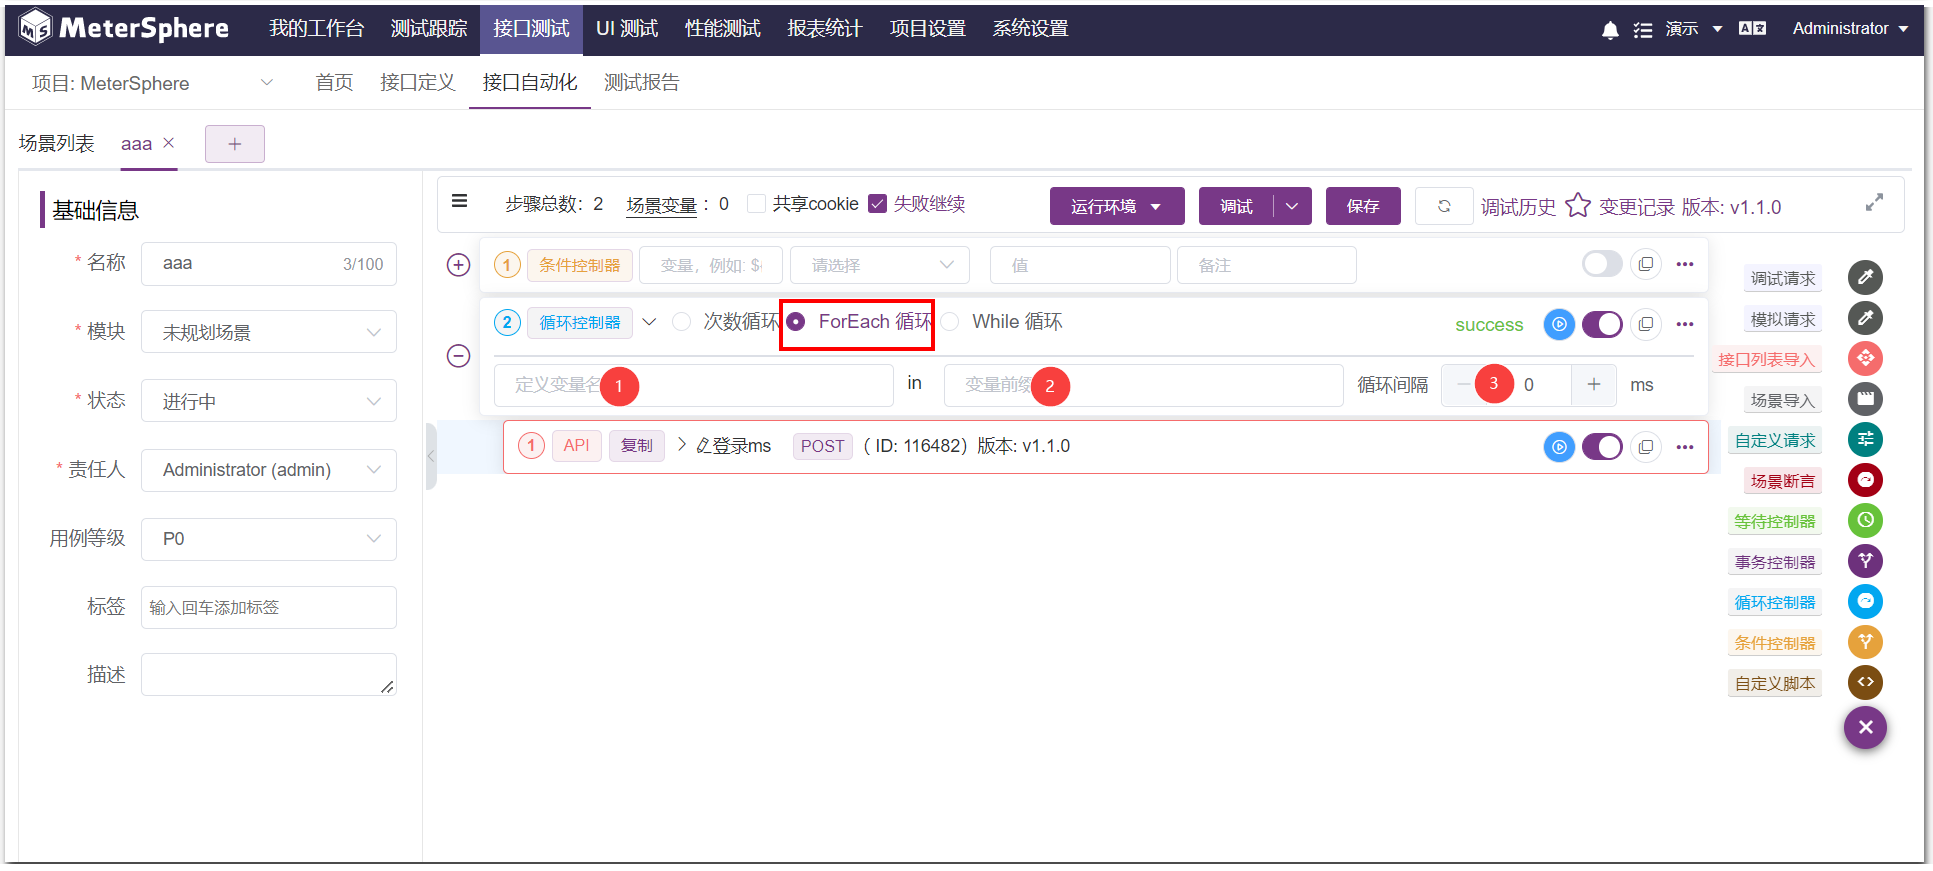 MeterSphere 我的工作台 测试跟踪 接口测试 UI 测试 性能测试 报表统计 项目设置 系统设置 演示 Administrator
项目: MeterSphere 首页 接口定义 接口自动化 测试报告
场景列表 aaa × +
基础信息
* 名称 aaa 3/100
* 模块 未规划场景
* 状态 进行中
* 责任人 Administrator (admin)
用例等级 P0
标签 输入回车添加标签
描述
步骤总数: 2 场景变量 : 0 共享cookie 失败继续 运行环境 调试 保存 调试历史 变更记录 版本: v1.1.0
1 条件控制器 变量，例如: $ 请选择 值 备注
2 循环控制器 次数循环 ForEach 循环 While 循环 success
定义变量名 1 in 变量前缀 2 循环间隔 3 0 + ms
1 API 复制 登录ms POST ( ID: 116482) 版本: v1.1.0
调试请求
模拟请求
接口列表导入
场景导入
自定义请求
场景断言
等待控制器
事务控制器
循环控制器
条件控制器
自定义脚本